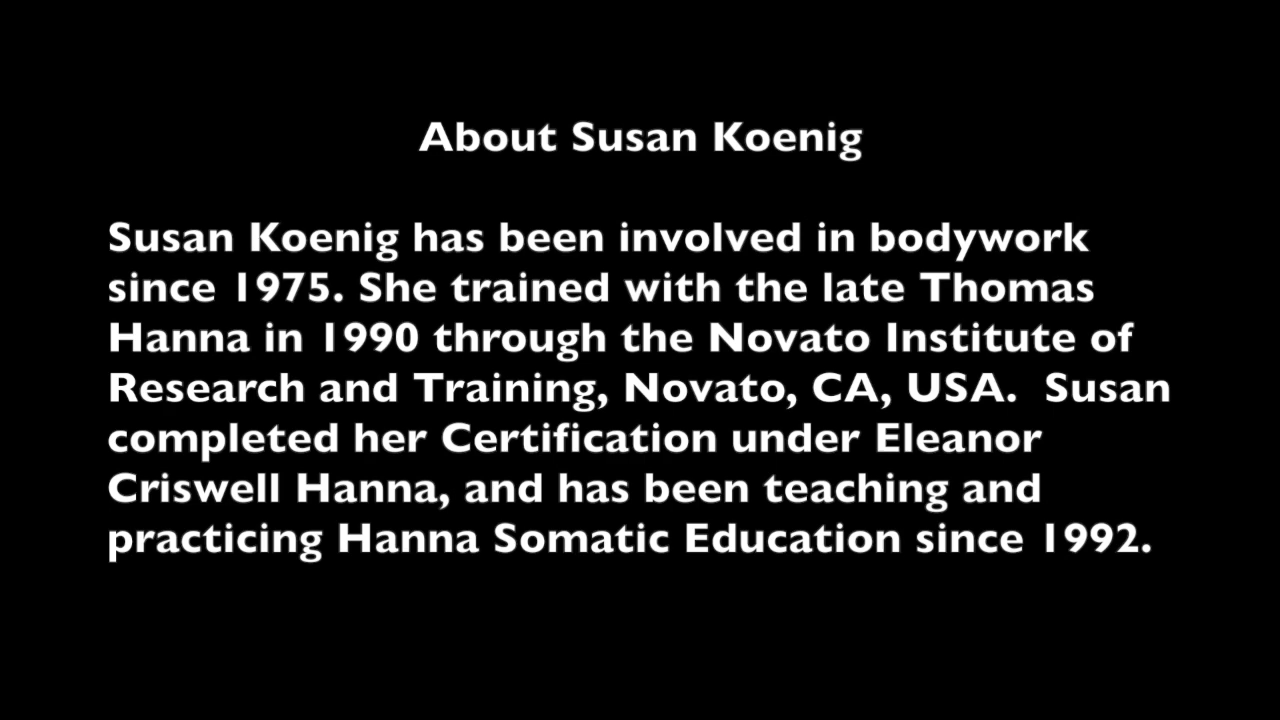 About Susan Koenig
Susan Koenig has been involved in bodywork
since 1975. She trained with the late Thomas
Hanna in 1990 through the Novato Institute of
Research and Training, Novato, CA, USA.  Susan
completed her Certification under Eleanor
Criswell Hanna, and has been teaching and
practicing Hanna Somatic Education since 1992.